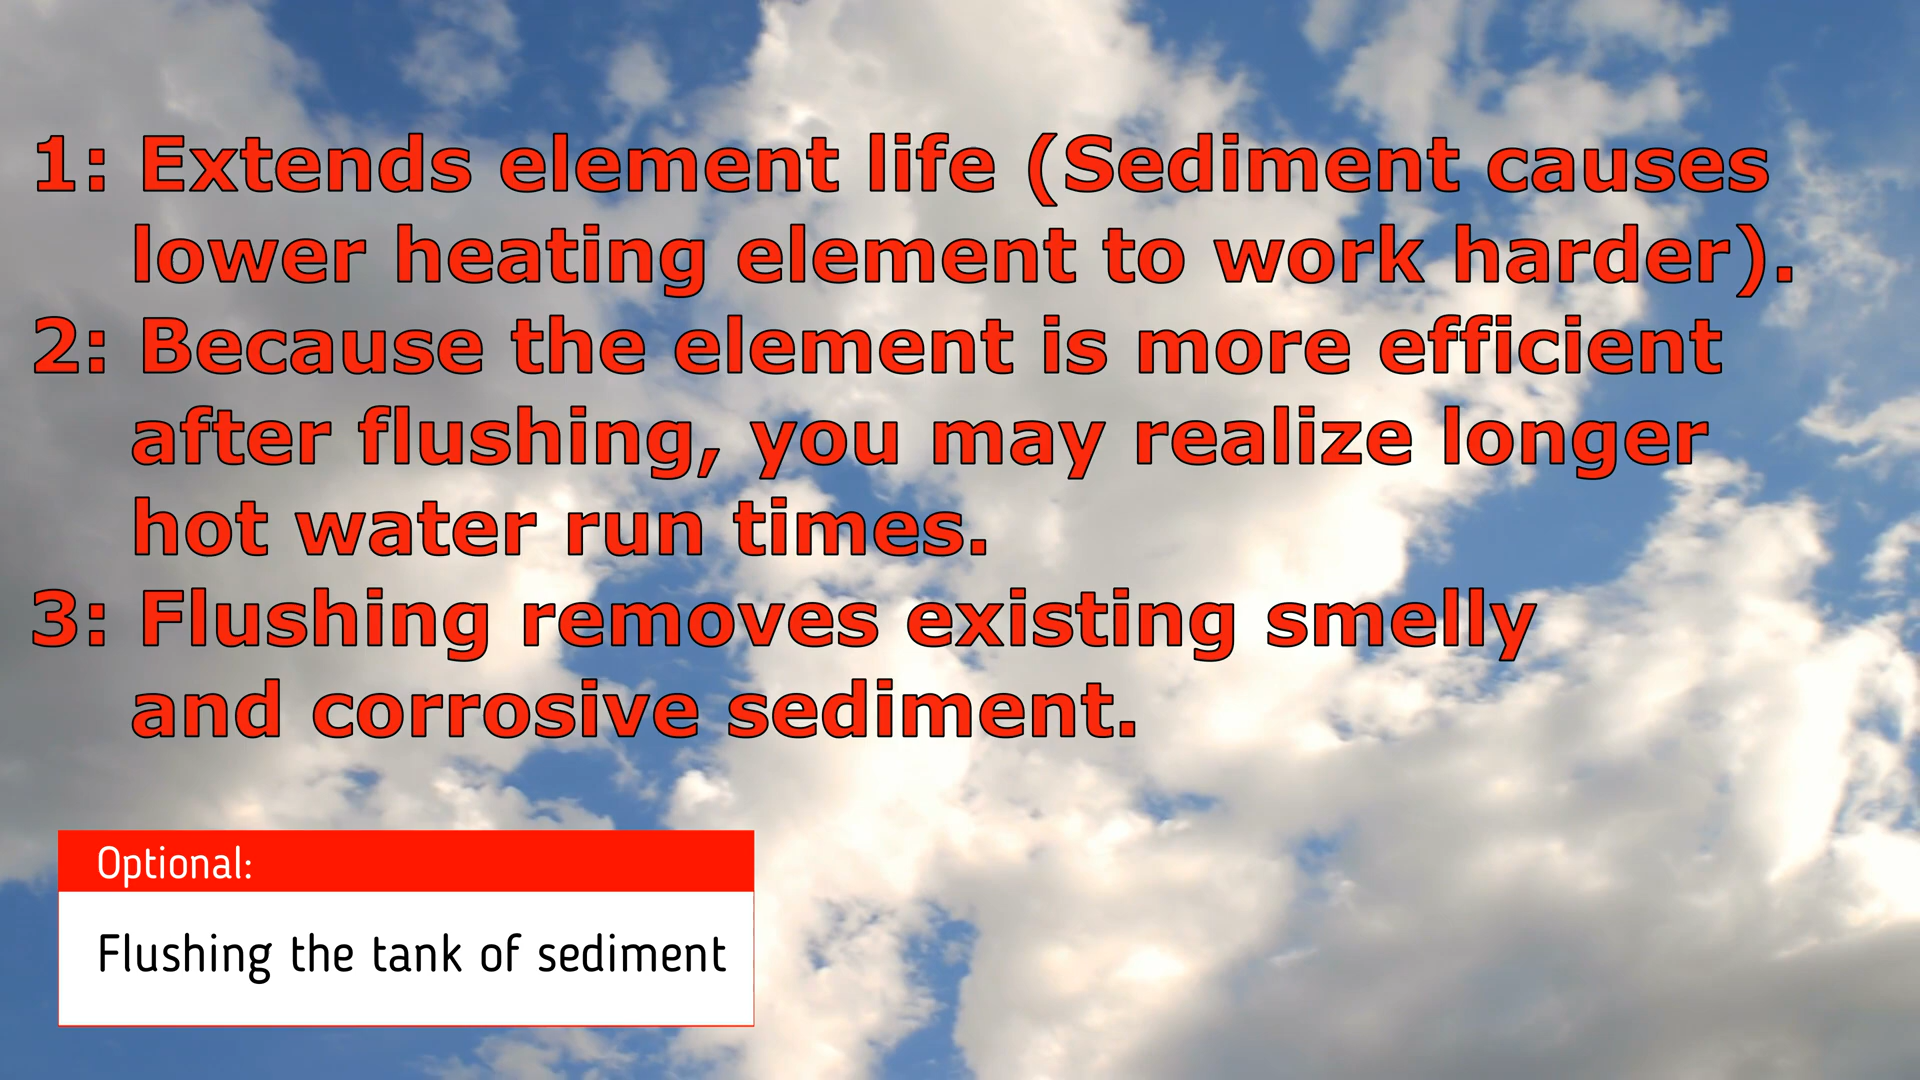 1: Extends element life (Sediment causes
lower heating element to work harder).
2: Because the element is more efficient
after flushing, you may realize longer
hot water run times.
3: Flushing removes existing smelly
and corrosive sediment.
Optional:
Flushing the tank of sediment